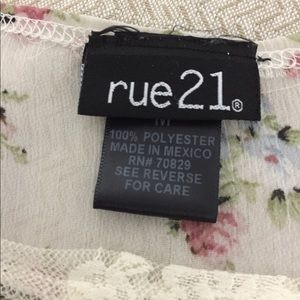 rue21®
M
100% POLYESTER
MADE IN MEXICO
RN# 70829
SEE REVERSE
FOR CARE